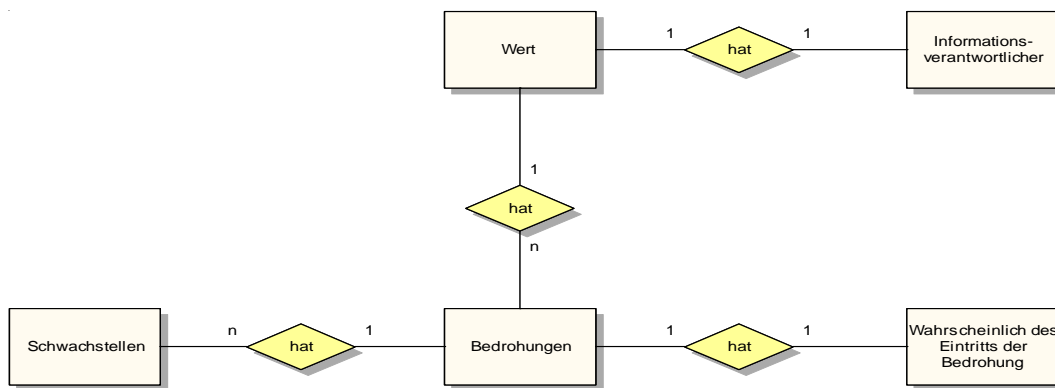 Wert
1
hat
1
Informations-
verantwortlicher
1
hat
n
Schwachstellen
n
hat
1
Bedrohungen
1
hat
1
Wahrscheinlich des
Eintritts der
Bedrohung